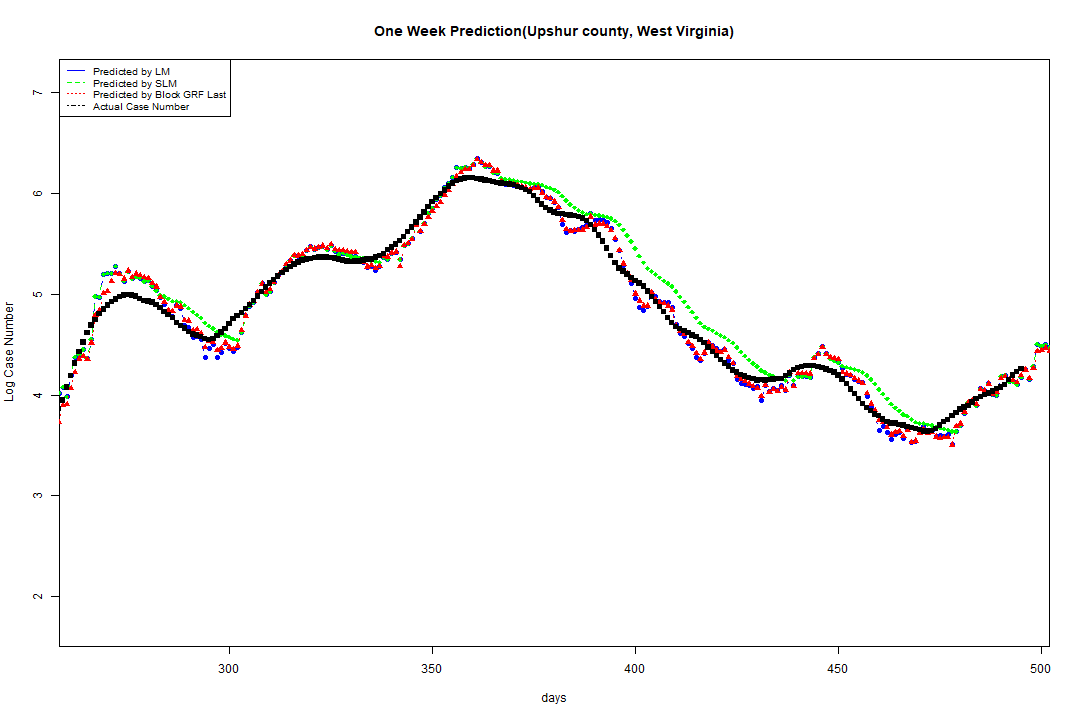 One Week Prediction(Upshur county, West Virginia)
Predicted by LM
Predicted by SLM
Predicted by Block GRF Last
Actual Case Number
7
6
5
4
3
2
Log Case Number
300 350 400 450 500
days